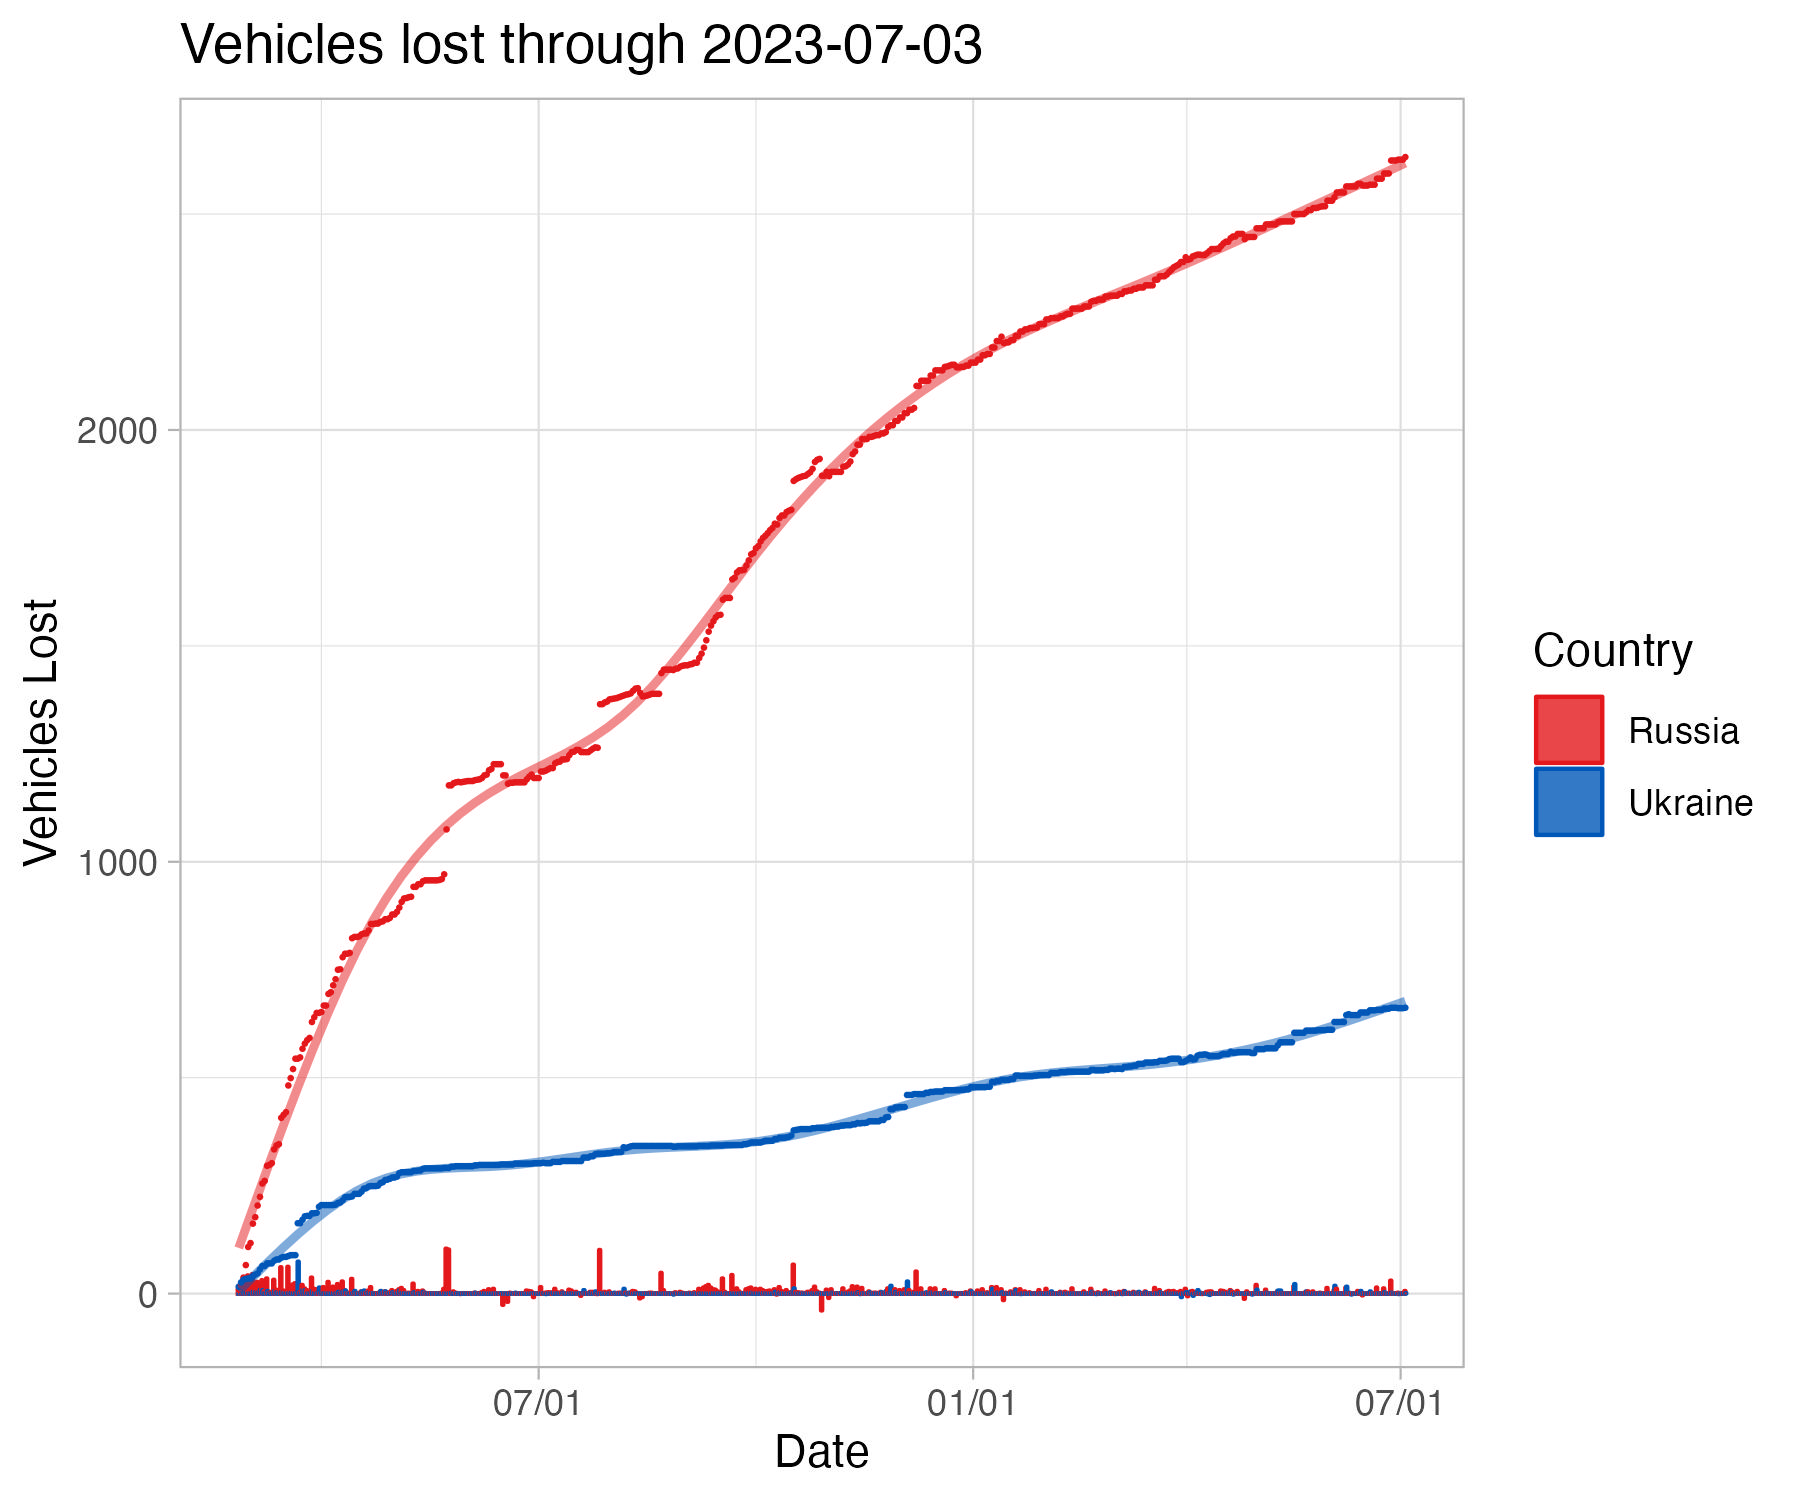 Vehicles lost through 2023-07-03
Vehicles Lost
2000
1000
0
07/01
01/01
07/01
Date
Country
Russia
Ukraine